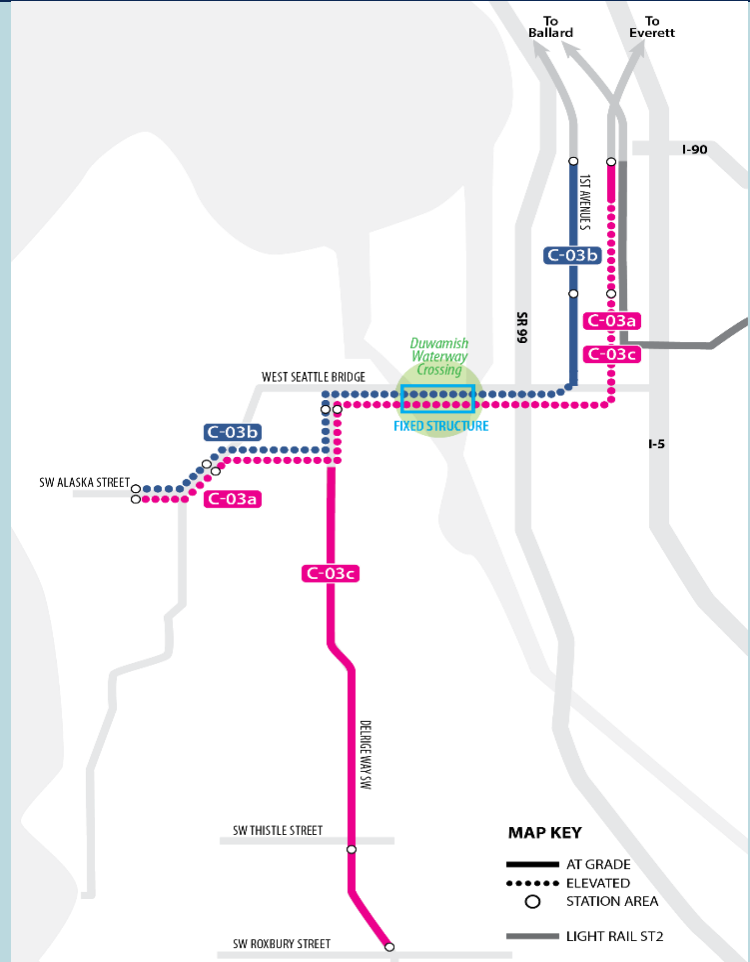 To
Ballard
To
Everett
I-90
1ST AVENUE S
C-03b
SR 99
C-03a
C-03c
Duwamish
Waterway
Crossing
WEST SEATTLE BRIDGE
FIXED STRUCTURE
C-03b
I-5
SW ALASKA STREET
C-03a
C-03c
DELRIGE WAY SW
SW THISTLE STREET
MAP KEY
AT GRADE
ELEVATED
STATION AREA
LIGHT RAIL ST2
SW ROXBURY STREET